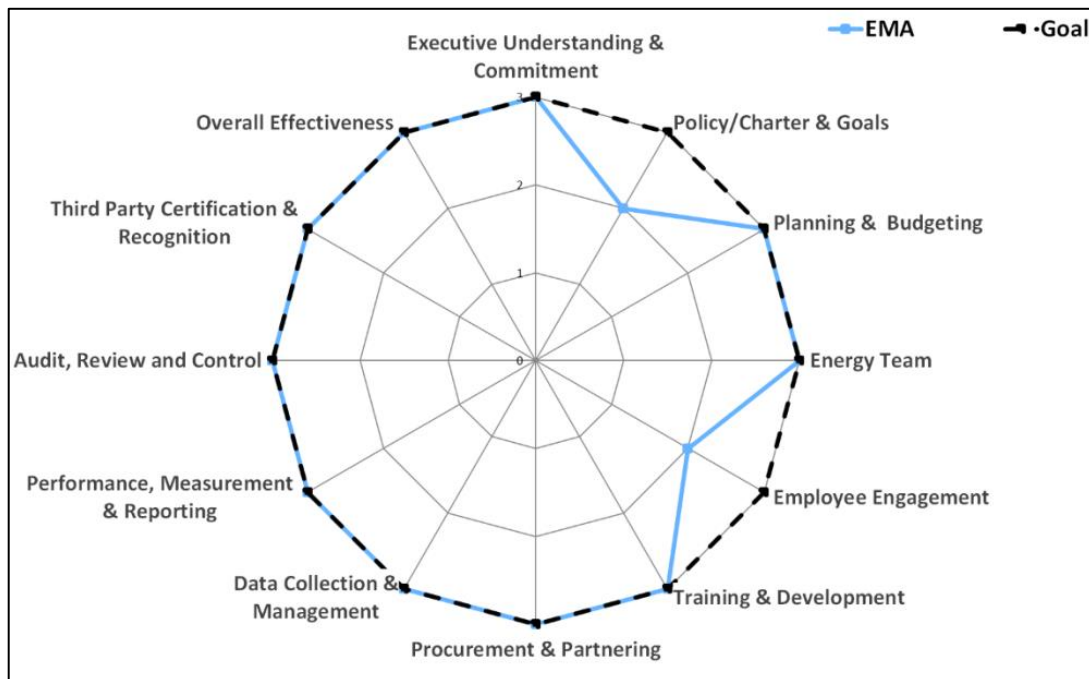 EMA
·Goal
Executive Understanding &
Commitment
Policy/Charter & Goals
Planning &  Budgeting
Energy Team
Employee Engagement
Training & Development
Procurement & Partnering
Data Collection &
Management
Performance, Measurement
& Reporting
Audit, Review and Control
Third Party Certification &
Recognition
Overall Effectiveness
3
2
1
0